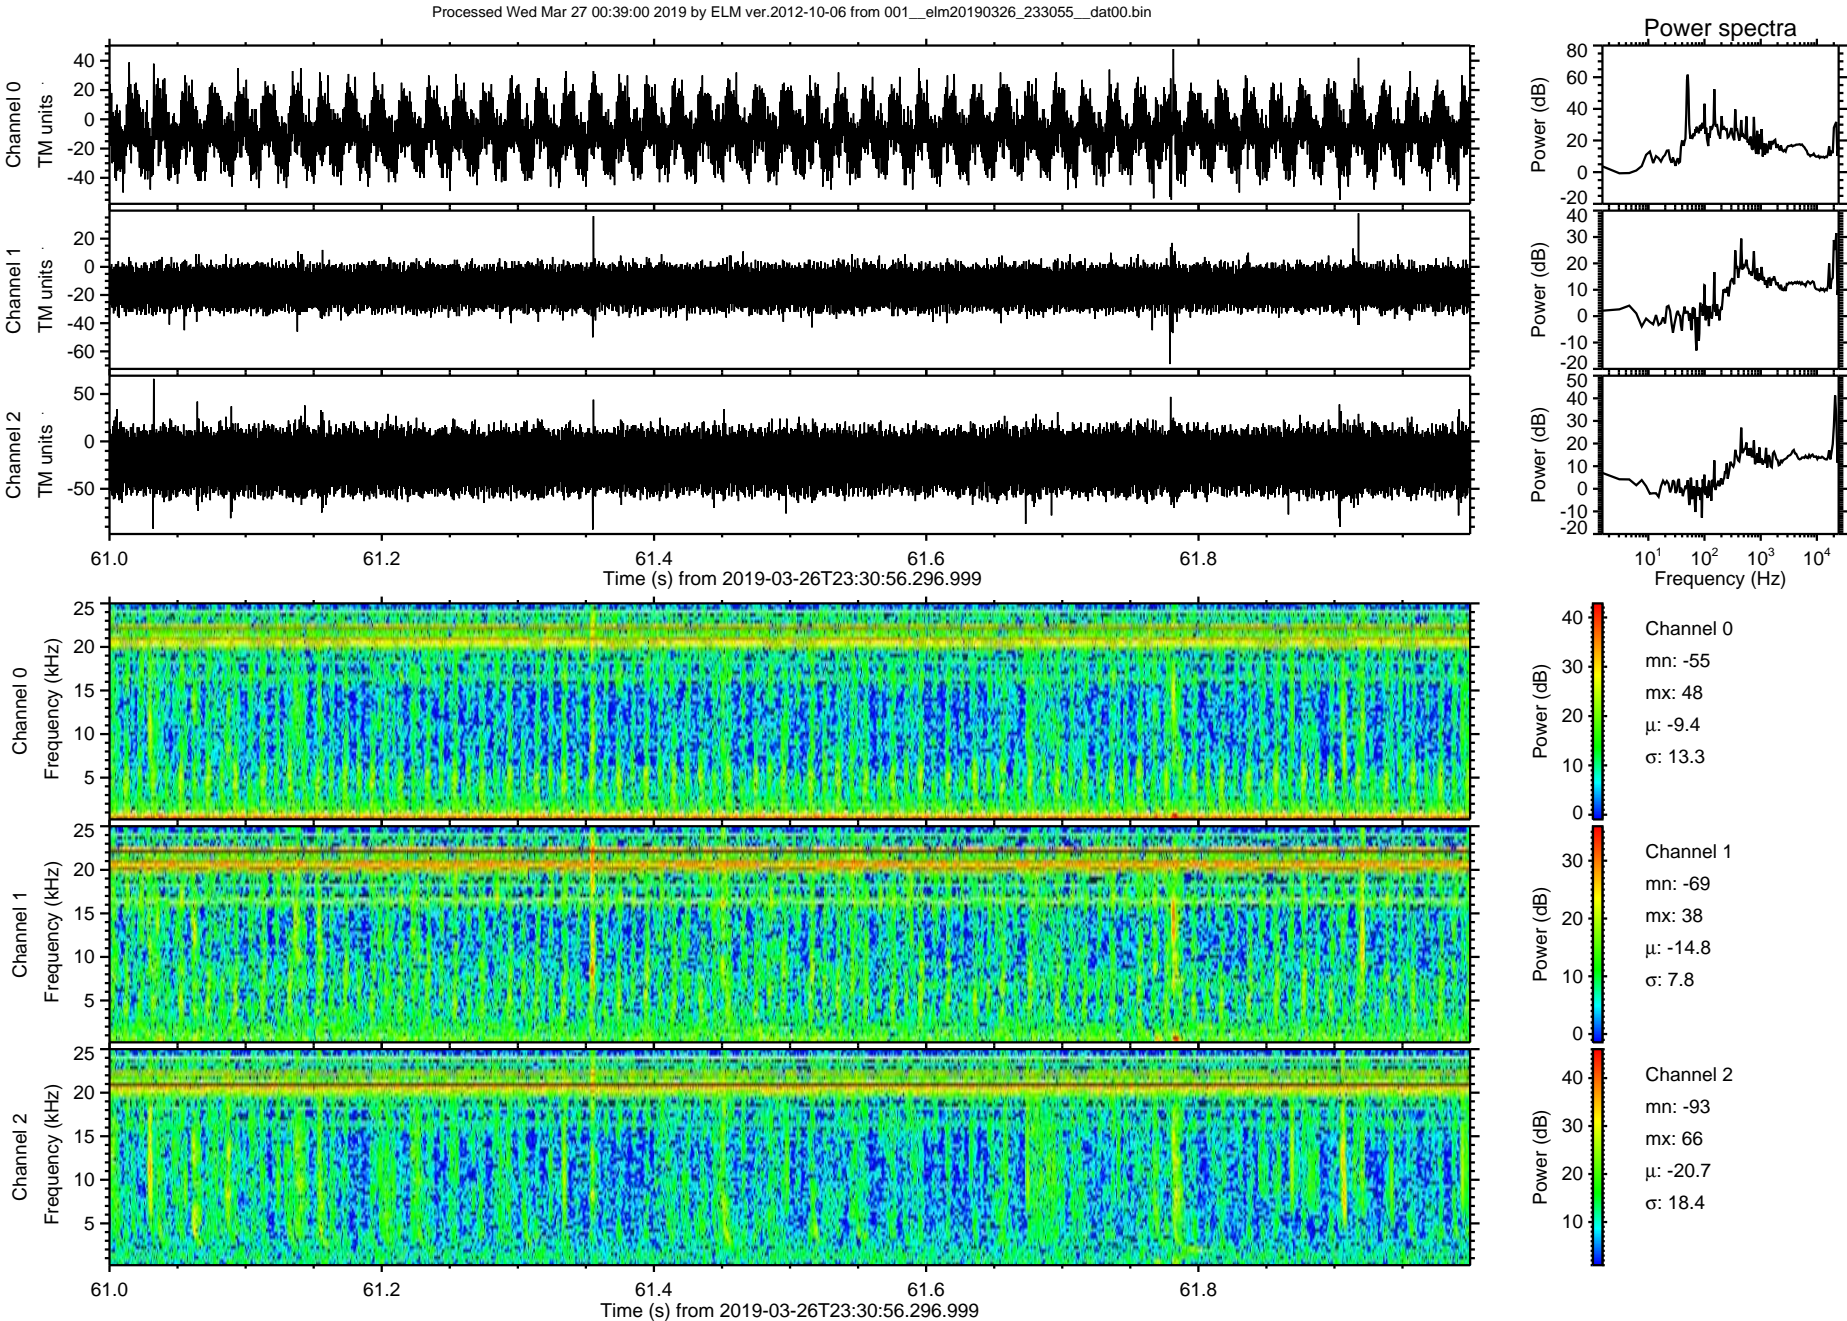 Processed Wed Mar 27 00:39:00 2019 by ELM ver.2012-10-06 from 001__elm20190326_233055__dat00.bin
Power spectra
Channel 0
TM units
40
20
0
-20
-40
Power (dB)
80
60
40
20
0
-20
Channel 1
TM units
20
0
-20
-40
-60
Power (dB)
40
30
20
10
0
-10
-20
Channel 2
TM units
50
0
-50
Power (dB)
50
40
30
20
10
0
-10
-20
61.0 61.2 61.4 61.6 61.8
Time (s) from 2019-03-26T23:30:56.296.999
10¹ 10² 10³ 10⁴
Frequency (Hz)
Channel 0
Frequency (kHz)
25
20
15
10
5
Power (dB)
40
30
20
10
0
Channel 0
mn: -55
mx: 48
μ: -9.4
σ: 13.3
Channel 1
Frequency (kHz)
25
20
15
10
5
Power (dB)
30
20
10
0
Channel 1
mn: -69
mx: 38
μ: -14.8
σ: 7.8
Channel 2
Frequency (kHz)
25
20
15
10
5
Power (dB)
40
30
20
10
Channel 2
mn: -93
mx: 66
μ: -20.7
σ: 18.4
61.0 61.2 61.4 61.6 61.8
Time (s) from 2019-03-26T23:30:56.296.999